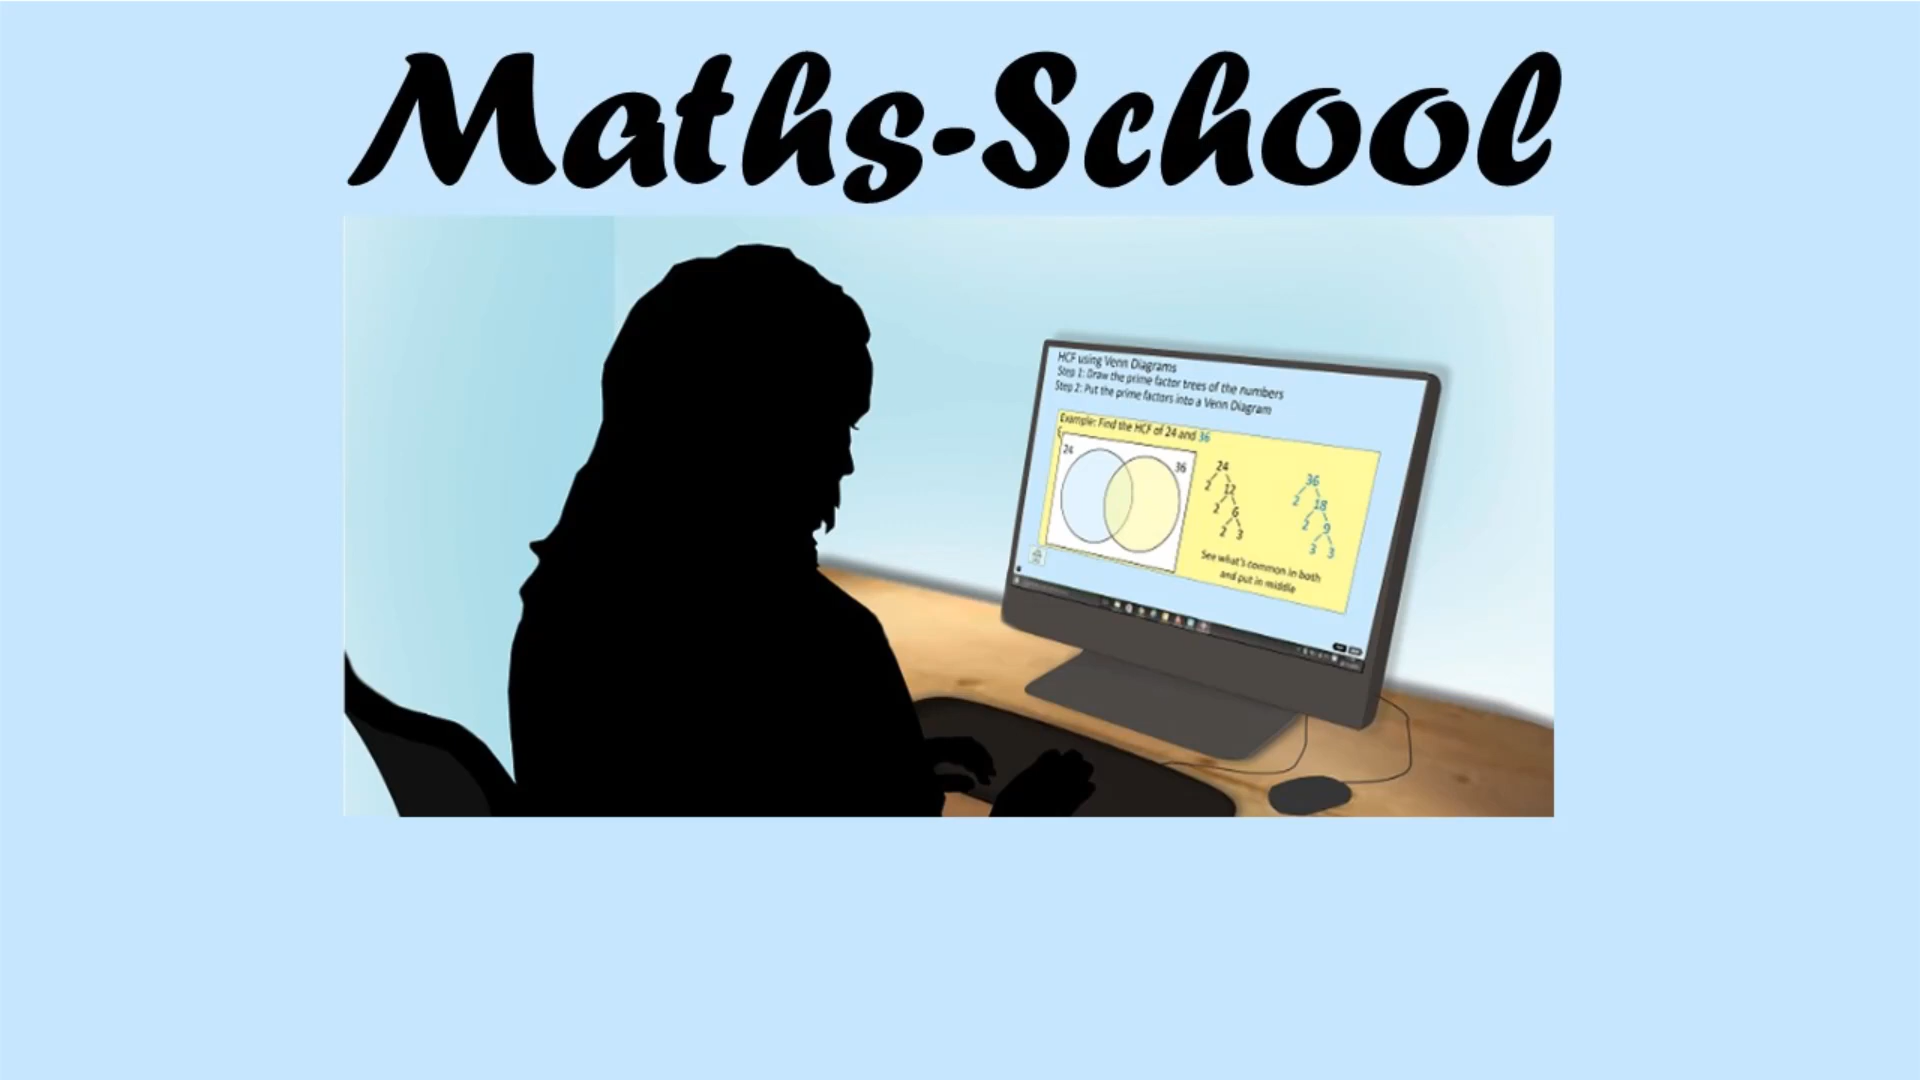 Maths-School
HCF using Venn Diagrams
Step 1: Draw the prime factor trees of the numbers
Step 2: Put the prime factors into a Venn Diagram
Example: Find the HCF of 24 and 36
24
36
24
2 12
2 6
2 3
36
2 18
2 9
3 3
See what's common in both
and put in middle